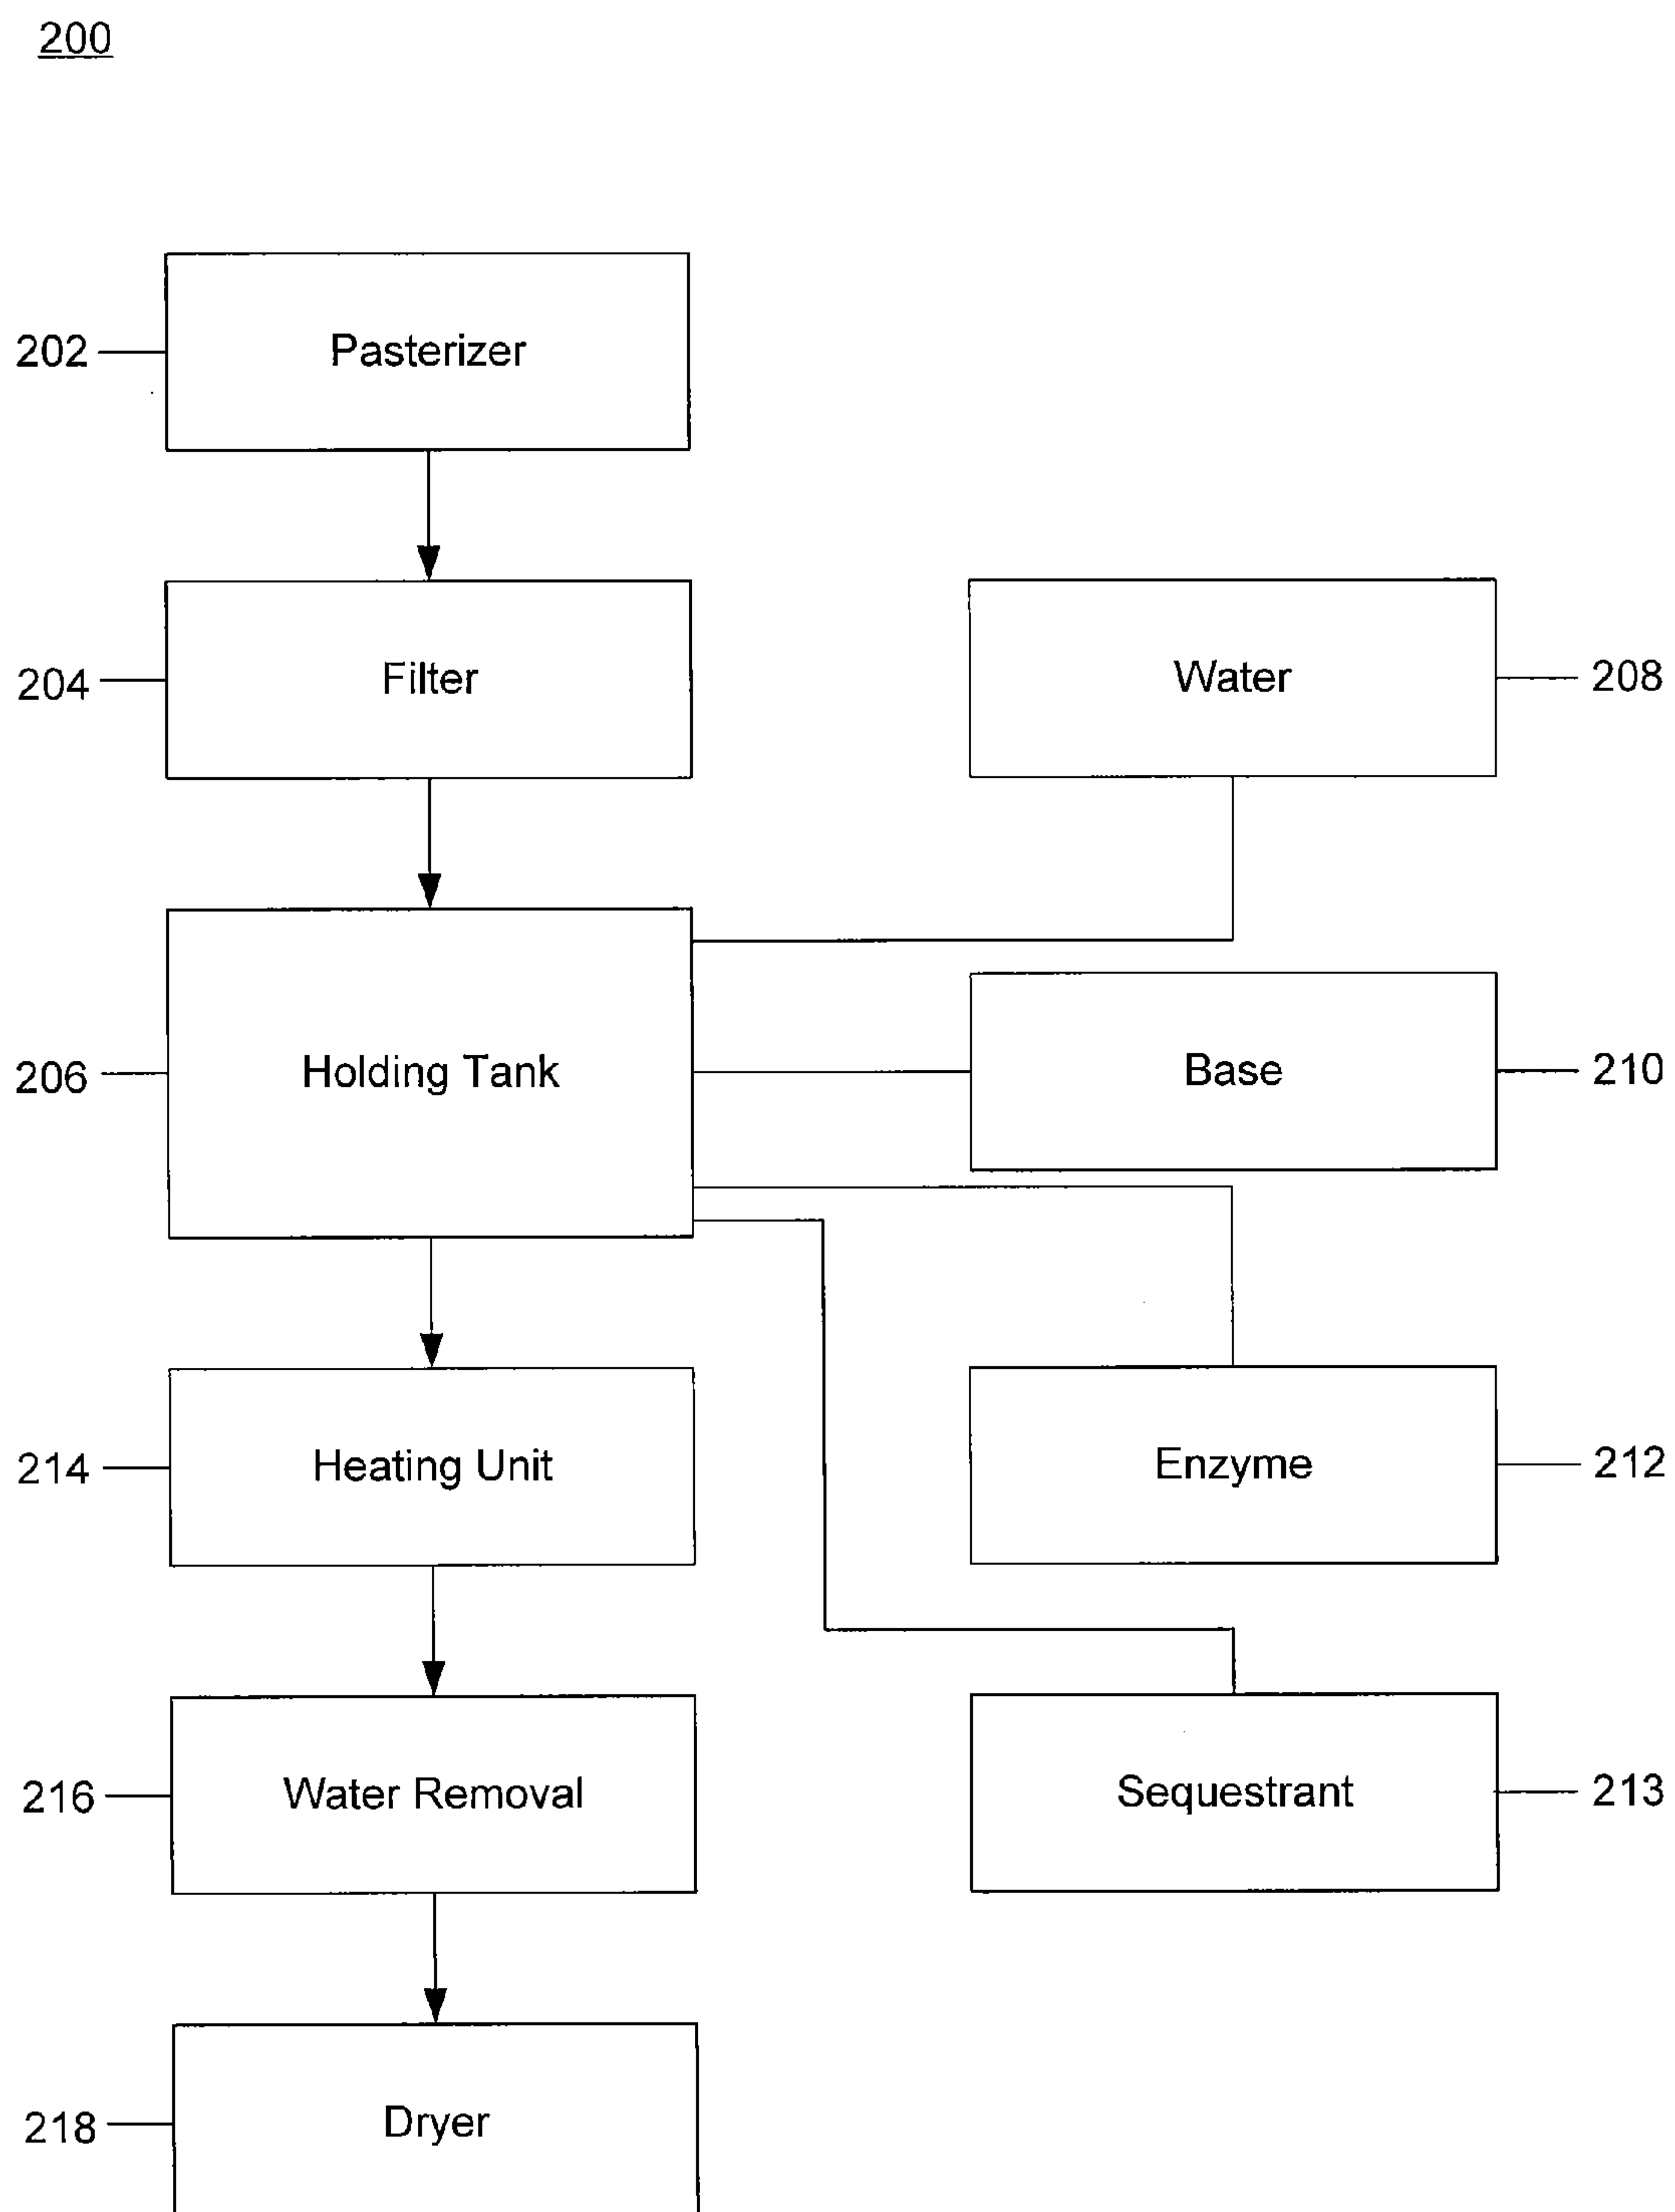 200
202 Pasterizer
204 Filter
Water 208
206 Holding Tank
Base 210
214 Heating Unit
Enzyme 212
216 Water Removal
Sequestrant 213
218 Dryer